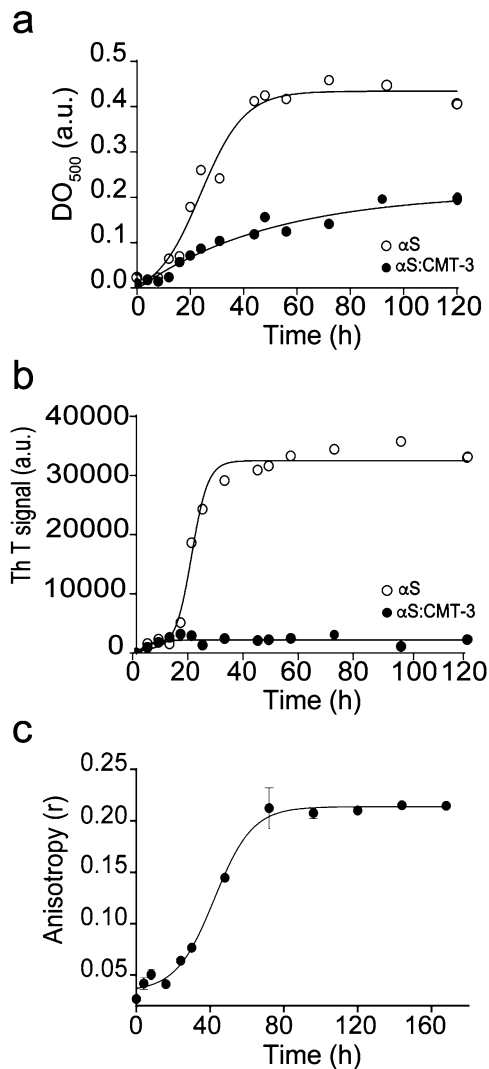 a
DO500 (a.u.)
0.5
0.4
0.3
0.2
0.1
0.0
αS
αS:CMT-3
0 20 40 60 80 100 120
Time (h)
b
Th T signal (a.u.)
40000
30000
20000
10000
0
αS
αS:CMT-3
0 20 40 60 80 100 120
Time (h)
c
Anisotropy (r)
0.25
0.20
0.15
0.10
0.05
0 40 80 120 160
Time (h)